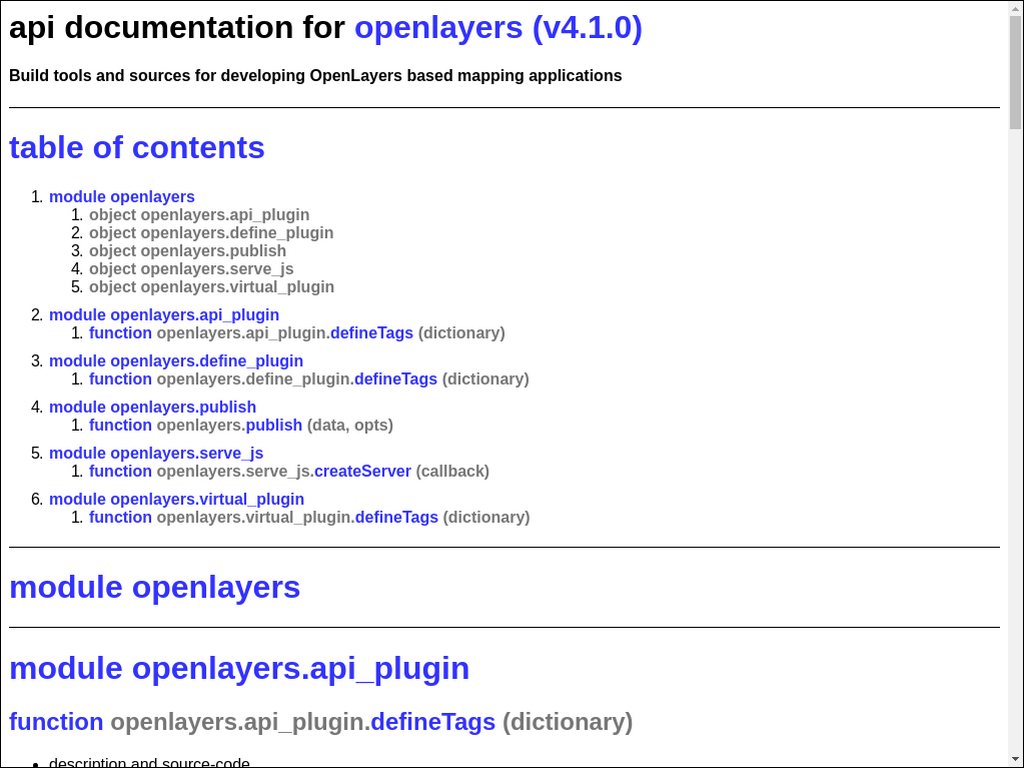 api documentation for openlayers (v4.1.0)
Build tools and sources for developing OpenLayers based mapping applications
table of contents
1. module openlayers
1. object openlayers.api_plugin
2. object openlayers.define_plugin
3. object openlayers.publish
4. object openlayers.serve_js
5. object openlayers.virtual_plugin
2. module openlayers.api_plugin
1. function openlayers.api_plugin.defineTags (dictionary)
3. module openlayers.define_plugin
1. function openlayers.define_plugin.defineTags (dictionary)
4. module openlayers.publish
1. function openlayers.publish (data, opts)
5. module openlayers.serve_js
1. function openlayers.serve_js.createServer (callback)
6. module openlayers.virtual_plugin
1. function openlayers.virtual_plugin.defineTags (dictionary)
module openlayers
module openlayers.api_plugin
function openlayers.api_plugin.defineTags (dictionary)
• description and source-code